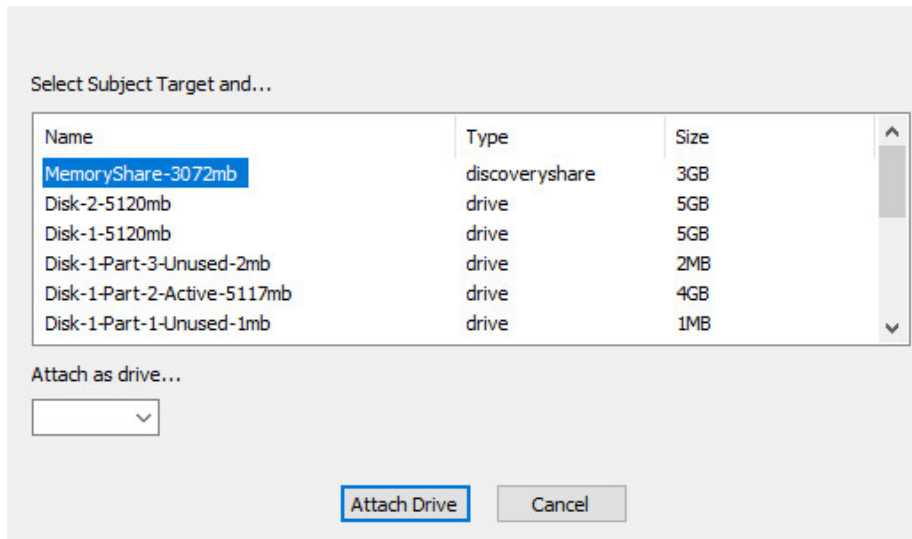 Select Subject Target and...
Name Type Size
MemoryShare-3072mb discoveryshare 3GB
Disk-2-5120mb drive 5GB
Disk-1-5120mb drive 5GB
Disk-1-Part-3-Unused-2mb drive 2MB
Disk-1-Part-2-Active-5117mb drive 4GB
Disk-1-Part-1-Unused-1mb drive 1MB
Attach as drive...
Attach Drive Cancel